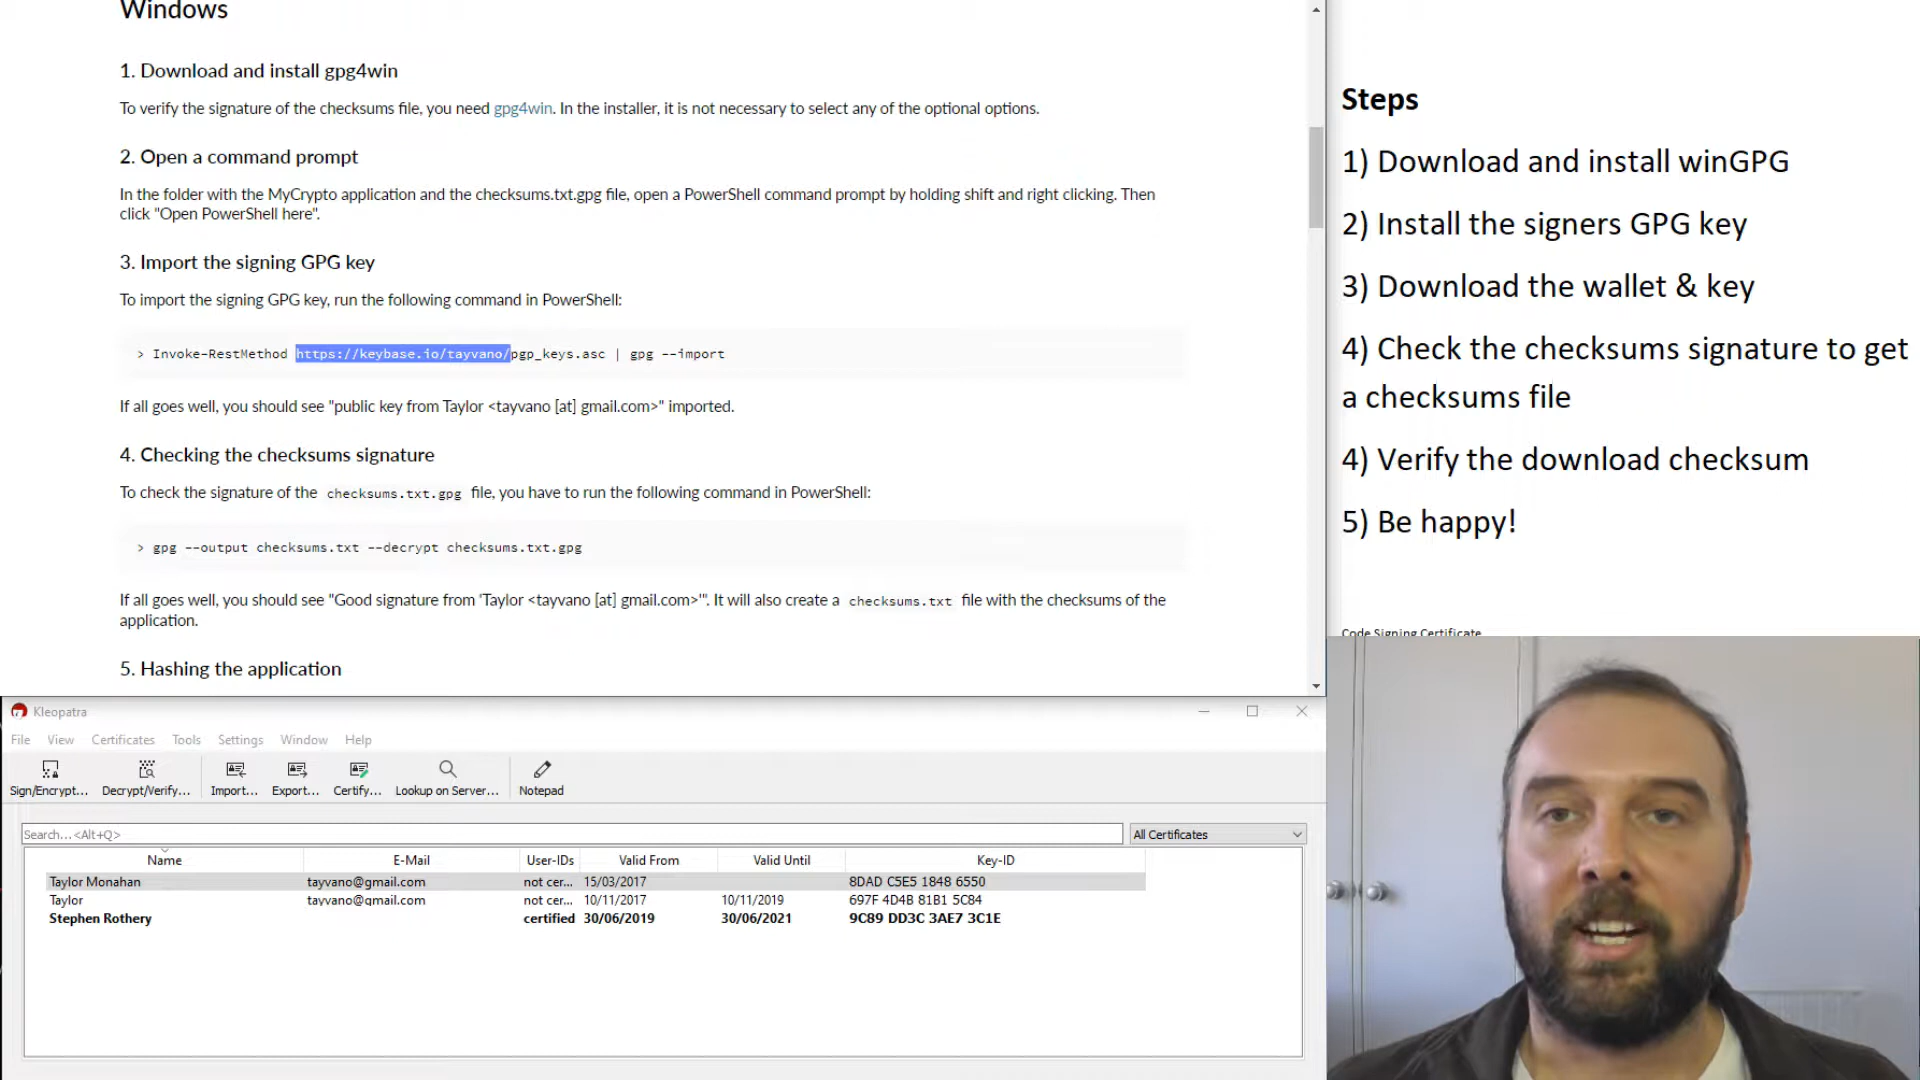 Windows
1. Download and install gpg4win
To verify the signature of the checksums file, you need gpg4win. In the installer, it is not necessary to select any of the optional options.
2. Open a command prompt
In the folder with the MyCrypto application and the checksums.txt.gpg file, open a PowerShell command prompt by holding shift and right clicking. Then
click "Open PowerShell here".
3. Import the signing GPG key
To import the signing GPG key, run the following command in PowerShell:
> Invoke-RestMethod https://keybase.io/tayvano/pgp_keys.asc | gpg --import
If all goes well, you should see "public key from Taylor <tayvano [at] gmail.com>" imported.
4. Checking the checksums signature
To check the signature of the checksums.txt.gpg file, you have to run the following command in PowerShell:
> gpg --output checksums.txt --decrypt checksums.txt.gpg
If all goes well, you should see "Good signature from 'Taylor <tayvano [at] gmail.com>'". It will also create a checksums.txt file with the checksums of the
application.
5. Hashing the application
Steps
1) Download and install winGPG
2) Install the signers GPG key
3) Download the wallet & key
4) Check the checksums signature to get
a checksums file
4) Verify the download checksum
5) Be happy!
Code Signing Certificate
Kleopatra
File View Certificates Tools Settings Window Help
Sign/Encrypt... Decrypt/Verify... Import... Export... Certify... Lookup on Server... Notepad
Search...<Alt+Q> All Certificates
Name E-Mail User-IDs Valid From Valid Until Key-ID
Taylor Monahan tayvano@gmail.com not cer... 15/03/2017 8DAD C5E5 1848 6550
Taylor tayvano@gmail.com not cer... 10/11/2017 10/11/2019 697F 4D4B 81B1 5C84
Stephen Rothery certified 30/06/2019 30/06/2021 9C89 DD3C 3AE7 3C1E